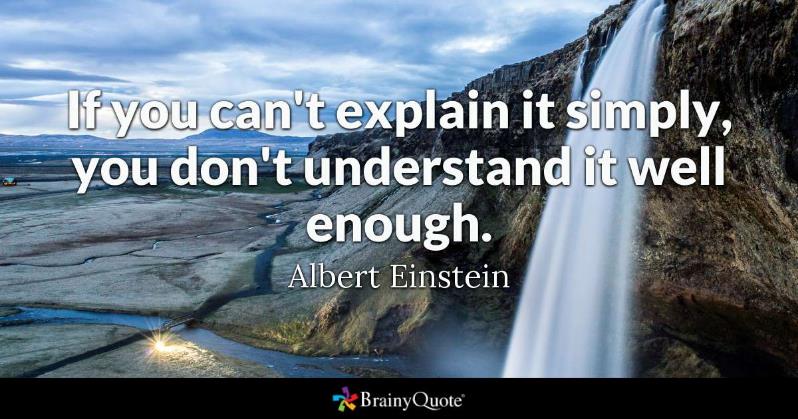 If you can't explain it simply,
you don't understand it well
enough.
Albert Einstein
BrainyQuote®